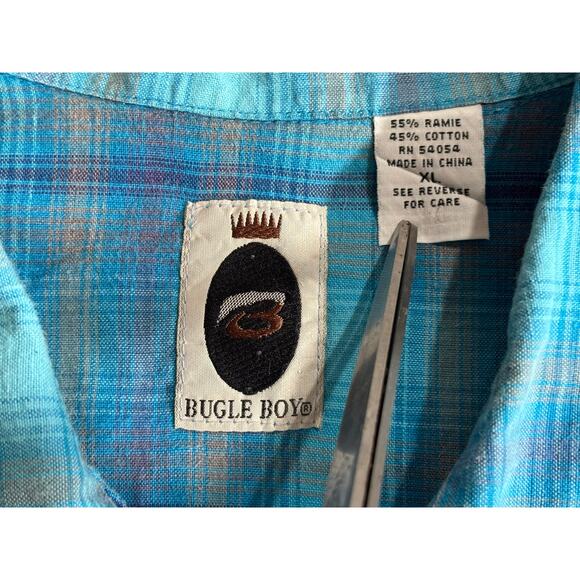 55% RAMIE
45% COTTON
RN 54054
MADE IN CHINA
XL
SEE REVERSE
FOR CARE
B
BUGLE BOY®